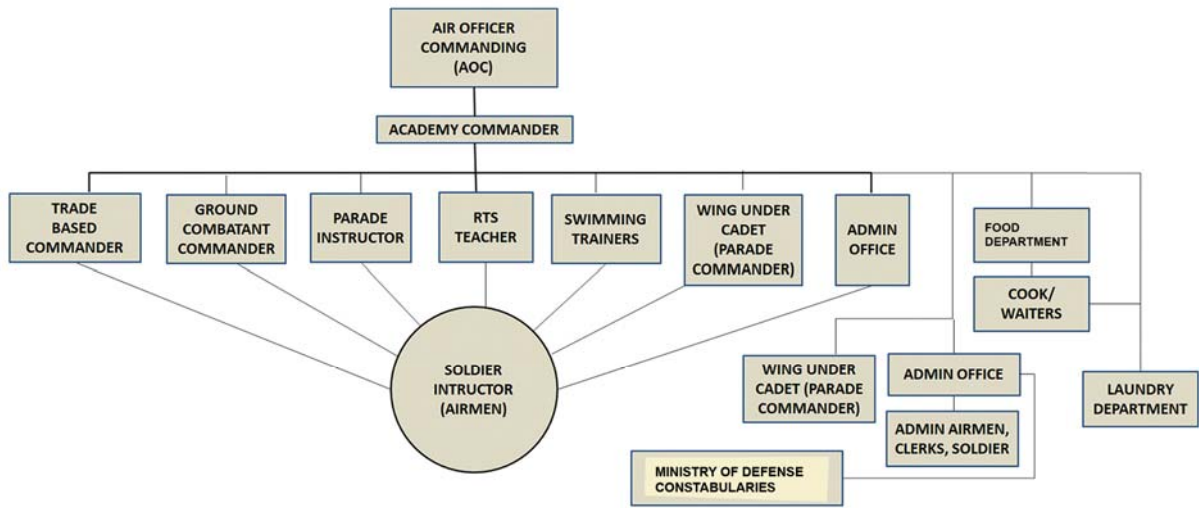 AIR OFFICER
COMMANDING
(AOC)
ACADEMY COMMANDER
TRADE
BASED
COMMANDER
GROUND
COMBATANT
COMMANDER
PARADE
INSTRUCTOR
RTS
TEACHER
SWIMMING
TRAINERS
WING UNDER
CADET
(PARADE
COMMANDER)
ADMIN
OFFICE
FOOD
DEPARTMENT
COOK/
WAITERS
SOLDIER
INTRUCTOR
(AIRMEN)
WING UNDER
CADET (PARADE
COMMANDER)
ADMIN OFFICE
ADMIN AIRMEN,
CLERKS, SOLDIER
LAUNDRY
DEPARTMENT
MINISTRY OF DEFENSE
CONSTABULARIES